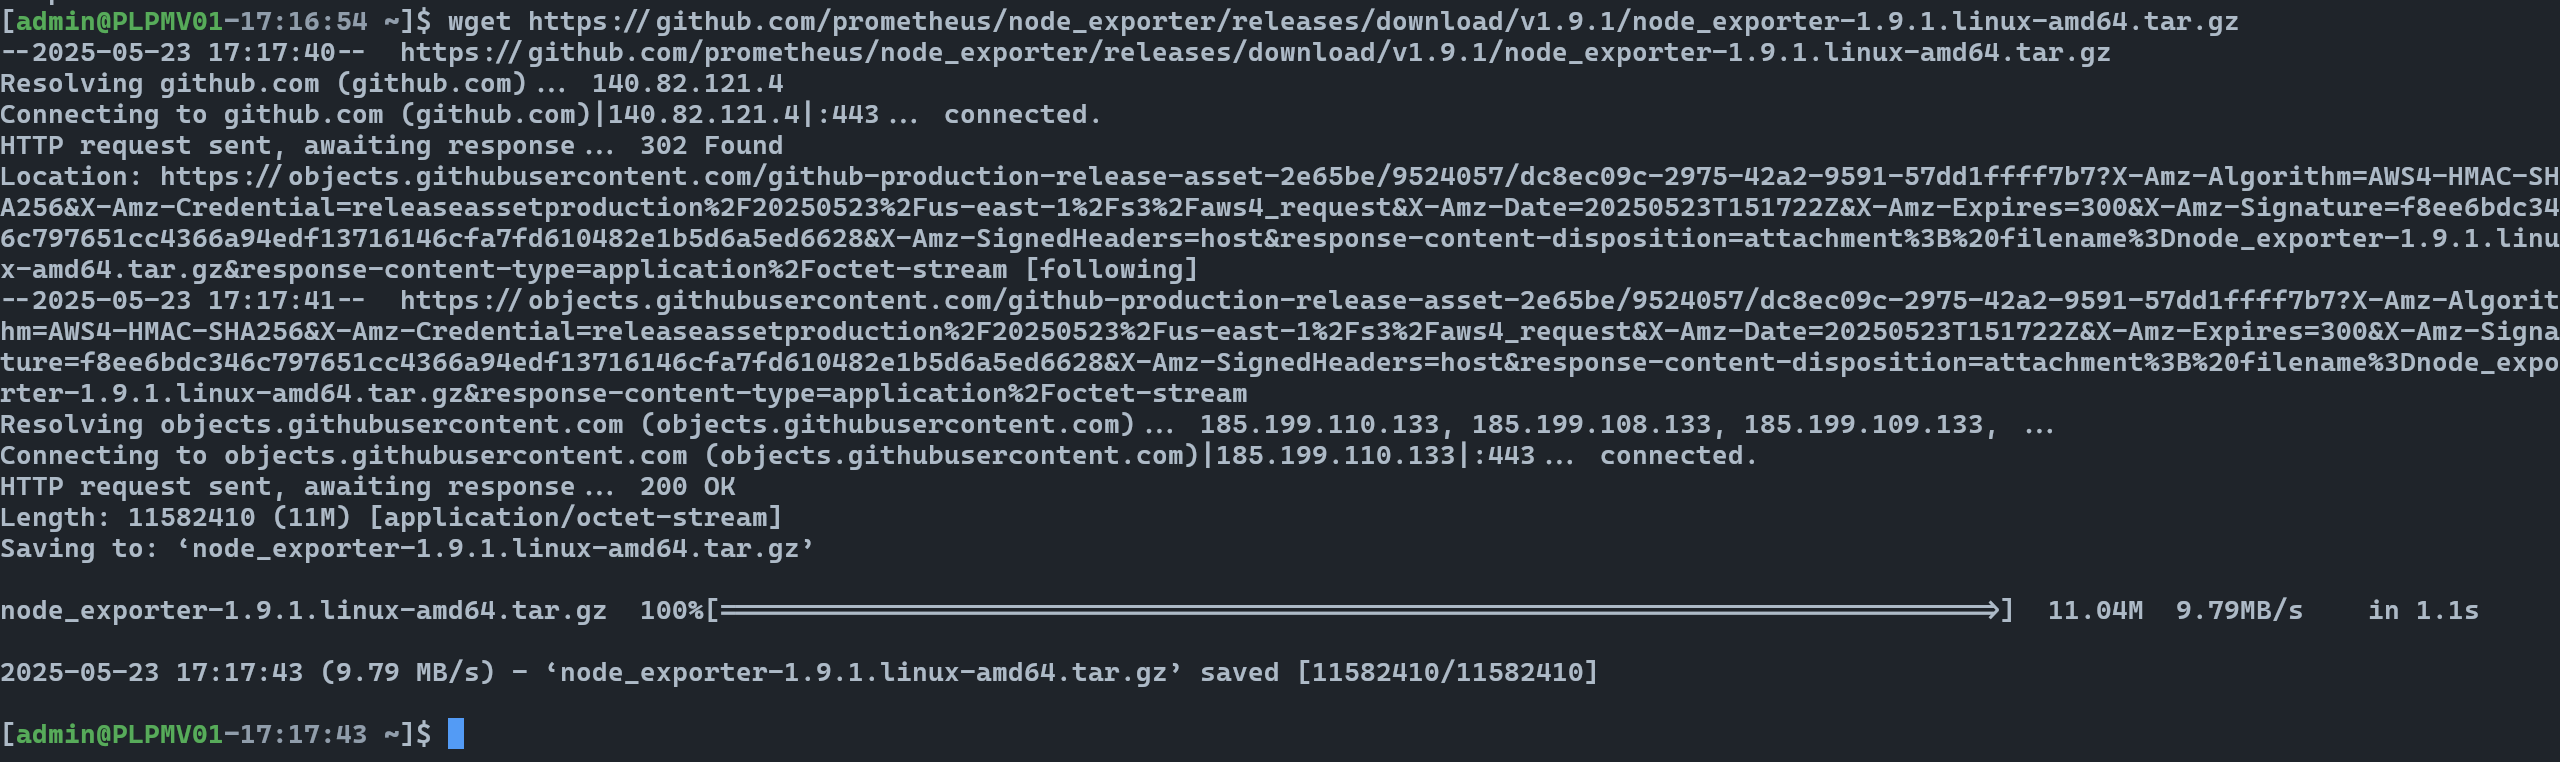 [admin@PLPMV01-17:16:54 ~]$ wget https://github.com/prometheus/node_exporter/releases/download/v1.9.1/node_exporter-1.9.1.linux-amd64.tar.gz
--2025-05-23 17:17:40--  https://github.com/prometheus/node_exporter/releases/download/v1.9.1/node_exporter-1.9.1.linux-amd64.tar.gz
Resolving github.com (github.com)... 140.82.121.4
Connecting to github.com (github.com)|140.82.121.4|:443... connected.
HTTP request sent, awaiting response... 302 Found
Location: https://objects.githubusercontent.com/github-production-release-asset-2e65be/9524057/dc8ec09c-2975-42a2-9591-57dd1ffff7b7?X-Amz-Algorithm=AWS4-HMAC-SH
A256&X-Amz-Credential=releaseassetproduction%2F20250523%2Fus-east-1%2Fs3%2Faws4_request&X-Amz-Date=20250523T151722Z&X-Amz-Expires=300&X-Amz-Signature=f8ee6bdc34
6c797651cc4366a94edf13716146cfa7fd610482e1b5d6a5ed6628&X-Amz-SignedHeaders=host&response-content-disposition=attachment%3B%20filename%3Dnode_exporter-1.9.1.linu
x-amd64.tar.gz&response-content-type=application%2Foctet-stream [following]
--2025-05-23 17:17:41--  https://objects.githubusercontent.com/github-production-release-asset-2e65be/9524057/dc8ec09c-2975-42a2-9591-57dd1ffff7b7?X-Amz-Algorit
hm=AWS4-HMAC-SHA256&X-Amz-Credential=releaseassetproduction%2F20250523%2Fus-east-1%2Fs3%2Faws4_request&X-Amz-Date=20250523T151722Z&X-Amz-Expires=300&X-Amz-Signa
ture=f8ee6bdc346c797651cc4366a94edf13716146cfa7fd610482e1b5d6a5ed6628&X-Amz-SignedHeaders=host&response-content-disposition=attachment%3B%20filename%3Dnode_expo
rter-1.9.1.linux-amd64.tar.gz&response-content-type=application%2Foctet-stream
Resolving objects.githubusercontent.com (objects.githubusercontent.com)... 185.199.110.133, 185.199.108.133, 185.199.109.133, ...
Connecting to objects.githubusercontent.com (objects.githubusercontent.com)|185.199.110.133|:443... connected.
HTTP request sent, awaiting response... 200 OK
Length: 11582410 (11M) [application/octet-stream]
Saving to: ‘node_exporter-1.9.1.linux-amd64.tar.gz’
node_exporter-1.9.1.linux-amd64.tar.gz  100%[===============================================================================>]  11.04M  9.79MB/s    in 1.1s
2025-05-23 17:17:43 (9.79 MB/s) - ‘node_exporter-1.9.1.linux-amd64.tar.gz’ saved [11582410/11582410]
[admin@PLPMV01-17:17:43 ~]$